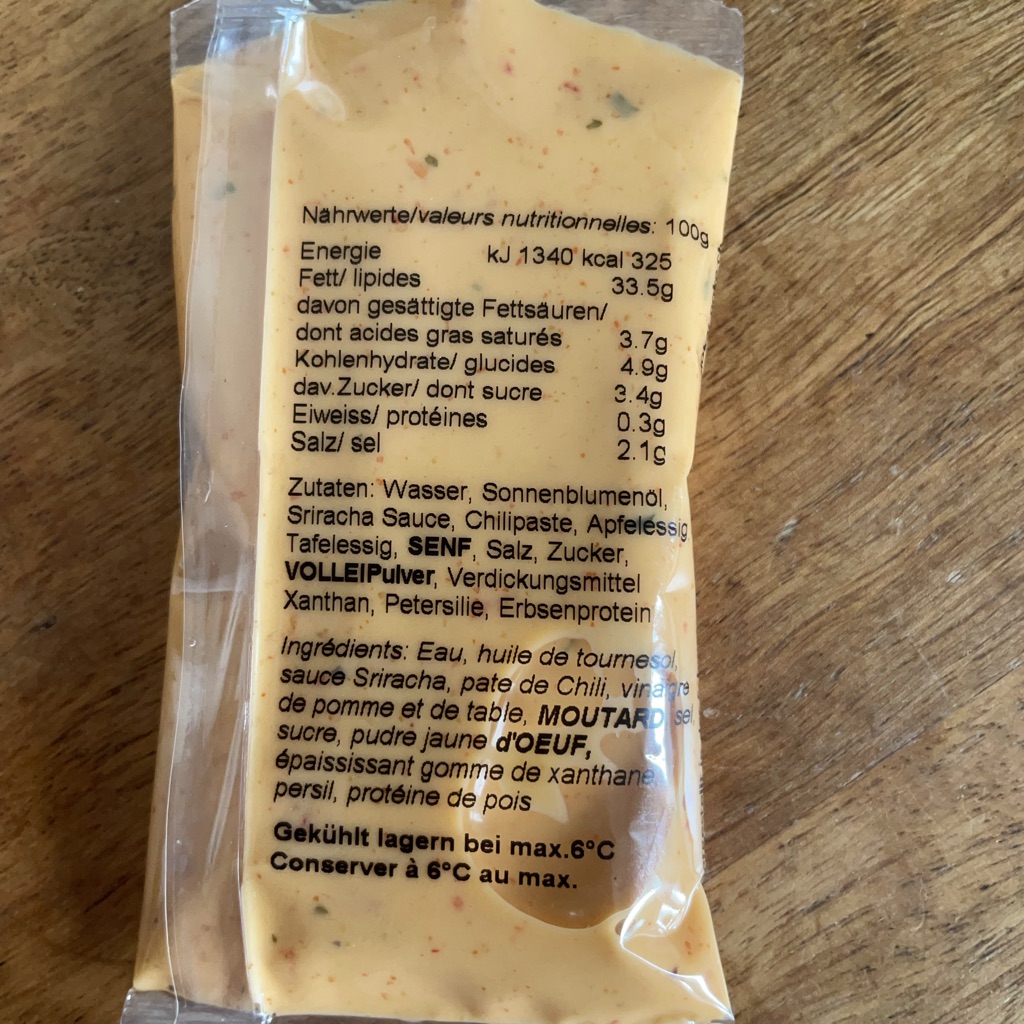 Nährwerte/valeurs nutritionnelles: 100g
Energie kJ 1340 kcal 325
Fett/ lipides 33.5g
davon gesättigte Fettsäuren/
dont acides gras saturés 3.7g
Kohlenhydrate/ glucides 4.9g
dav.Zucker/ dont sucre 3.4g
Eiweiss/ protéines 0.3g
Salz/ sel 2.1g
Zutaten: Wasser, Sonnenblumenöl,
Sriracha Sauce, Chilipaste, Apfelessig
Tafelessig, SENF, Salz, Zucker,
VOLLEIPulver, Verdickungsmittel
Xanthan, Petersilie, Erbsenprotein
Ingrédients: Eau, huile de tournesol,
sauce Sriracha, pate de Chili, vinaigre
de pomme et de table, MOUTARD sel,
sucre, pudre jaune d'OEUF,
épaississant gomme de xanthane
persil, protéine de pois
Gekühlt lagern bei max.6°C
Conserver à 6°C au max.